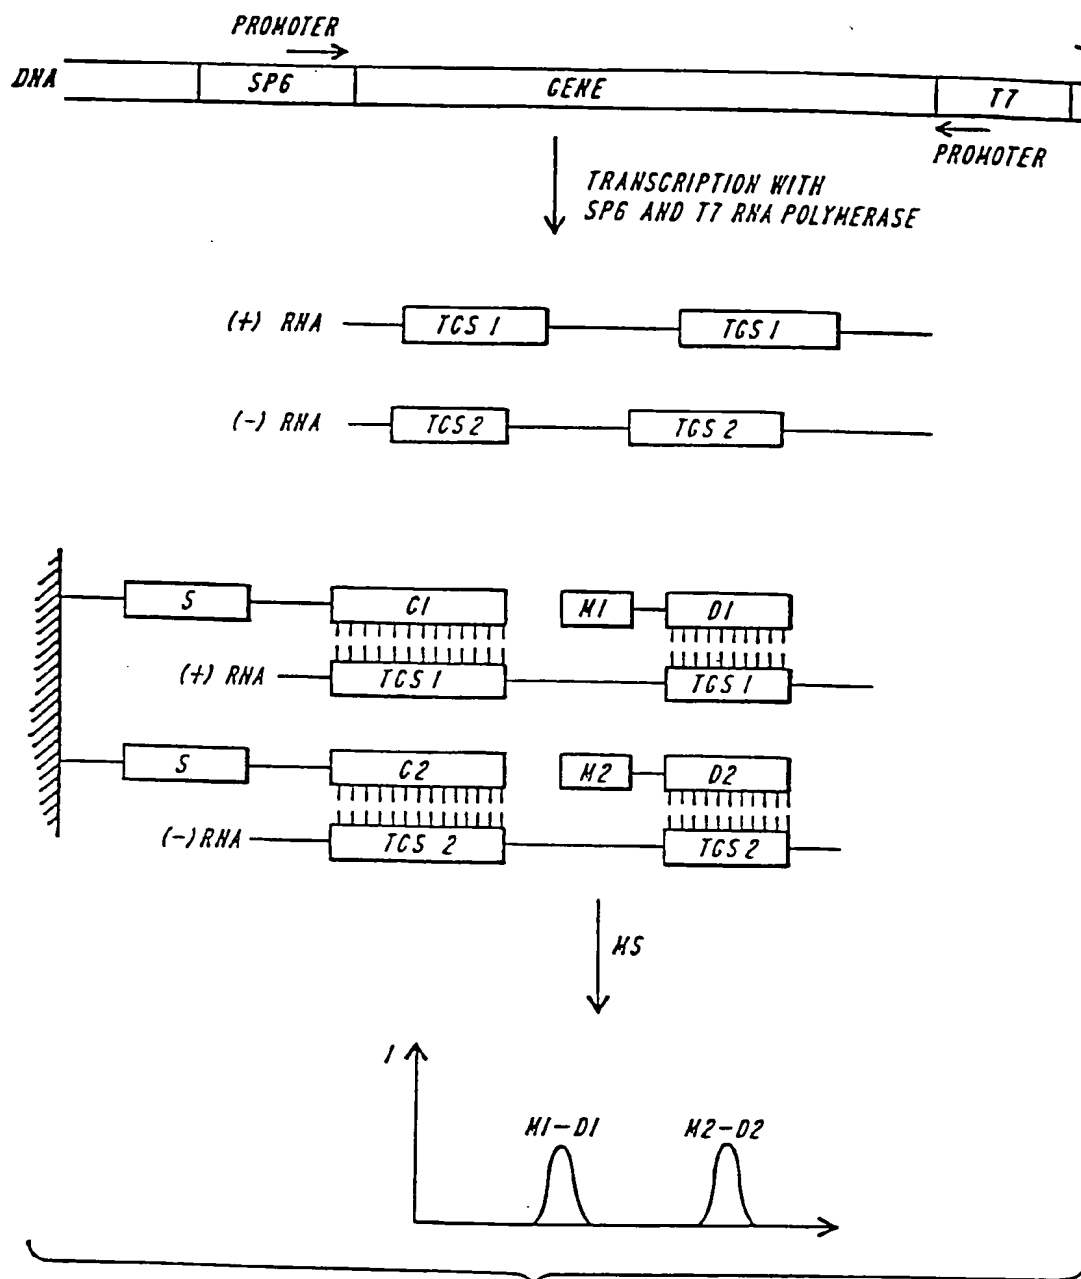 PROMOTER
DNA SP6 GENE T7
PROMOTER
TRANSCRIPTION WITH
SP6 AND T7 RNA POLYMERASE
(+) RNA TCS 1 TCS 1
(-) RNA TCS 2 TCS 2
S C1 M1 D1
(+) RNA TCS 1 TCS 1
S C2 M2 D2
(-) RNA TCS 2 TCS 2
MS
I
M1-D1 M2-D2